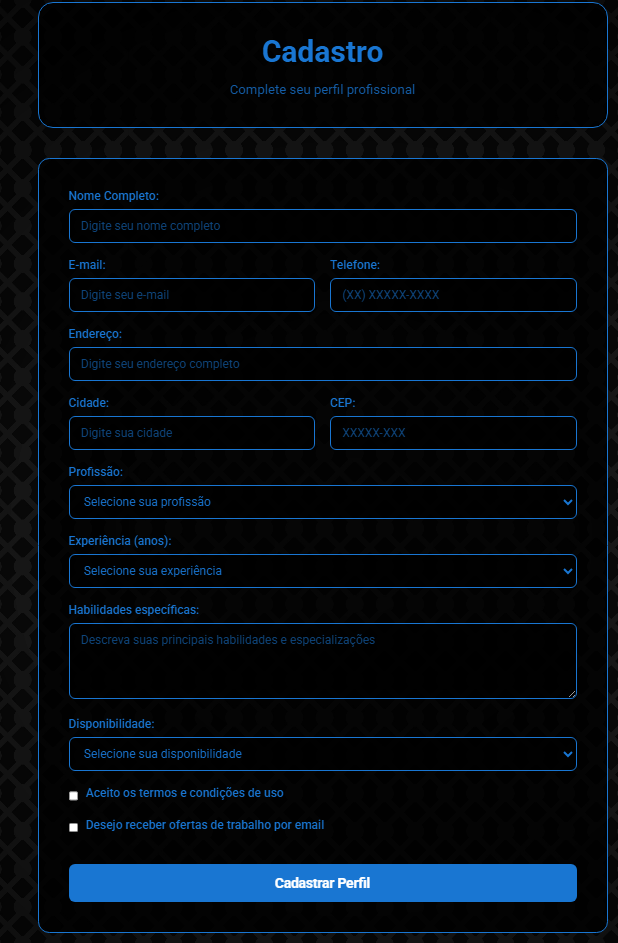 Cadastro
Complete seu perfil profissional
Nome Completo:
Digite seu nome completo
E-mail:
Telefone:
Digite seu e-mail
(XX) XXXXX-XXXX
Endereço:
Digite seu endereço completo
Cidade:
CEP:
Digite sua cidade
XXXXX-XXX
Profissão:
Selecione sua profissão
Experiência (anos):
Selecione sua experiência
Habilidades específicas:
Descreva suas principais habilidades e especializações
Disponibilidade:
Selecione sua disponibilidade
Aceito os termos e condições de uso
Desejo receber ofertas de trabalho por email
Cadastrar Perfil